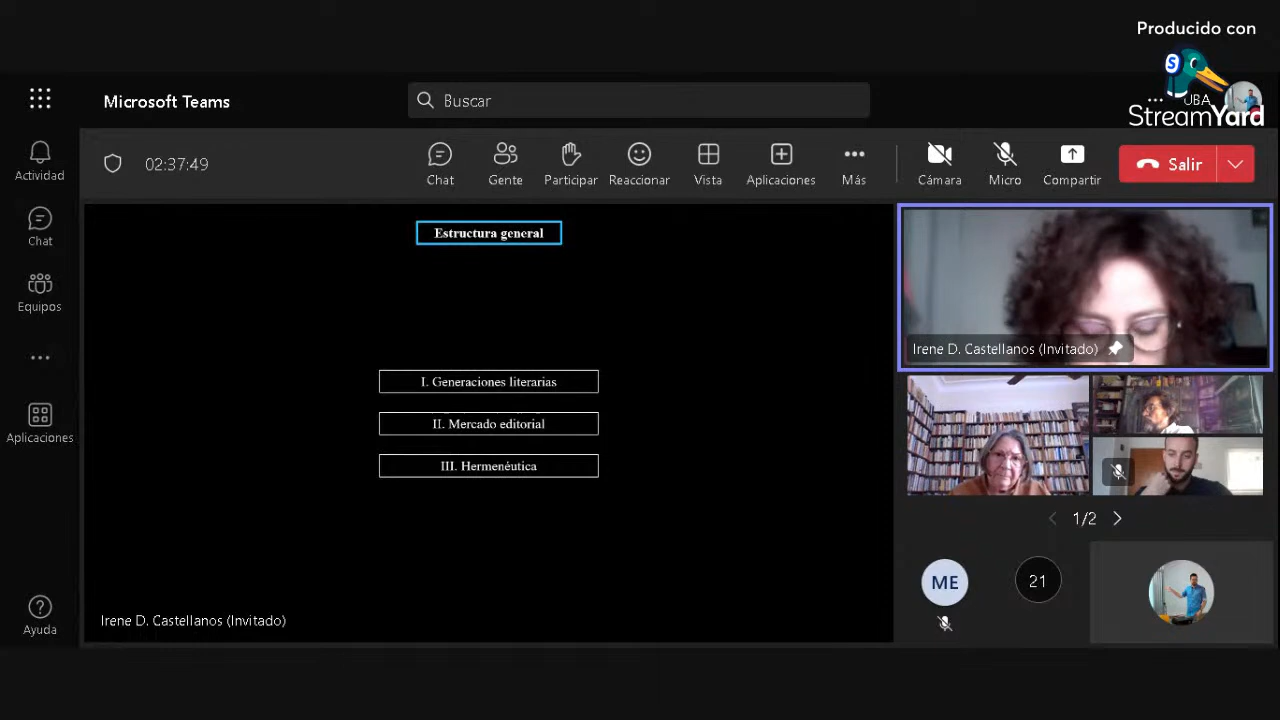 Producido con
StreamYard
UBA
Microsoft Teams
Buscar
02:37:49
Chat
Gente
Participar
Reaccionar
Vista
Aplicaciones
Más
Cámara
Micro
Compartir
Salir
Actividad
Chat
Equipos
Aplicaciones
Ayuda
Estructura general
I. Generaciones literarias
II. Mercado editorial
III. Hermenéutica
Irene D. Castellanos (Invitado)
Irene D. Castellanos (Invitado)
1/2
ME
21